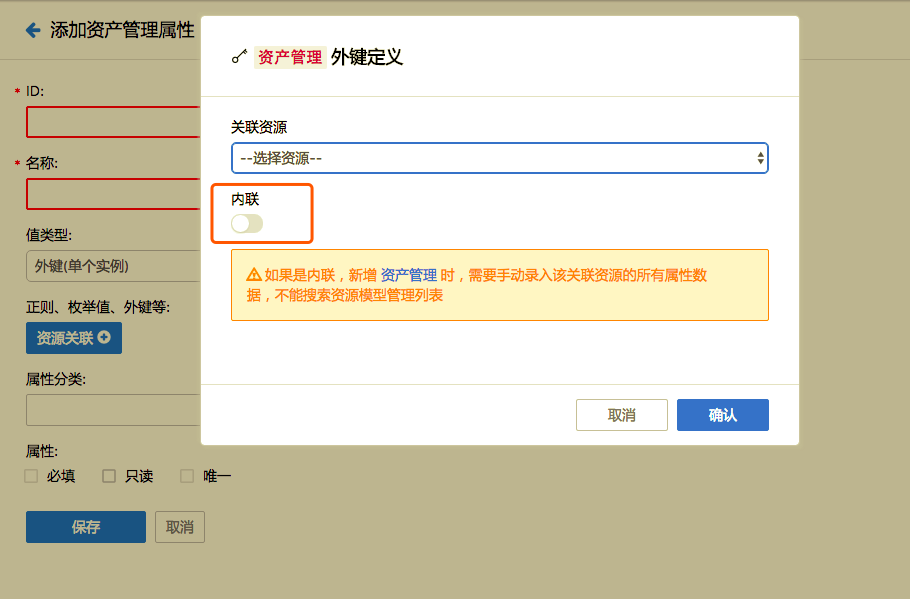 添加资产管理属性
* ID:
* 名称:
值类型:
外键(单个实例)
正则、枚举值、外键等:
资源关联
属性分类:
属性:
必填 只读 唯一
保存 取消
资产管理 外键定义
关联资源
--选择资源--
内联
如果是内联，新增 资产管理 时，需要手动录入该关联资源的所有属性数
据，不能搜索资源模型管理列表
取消 确认